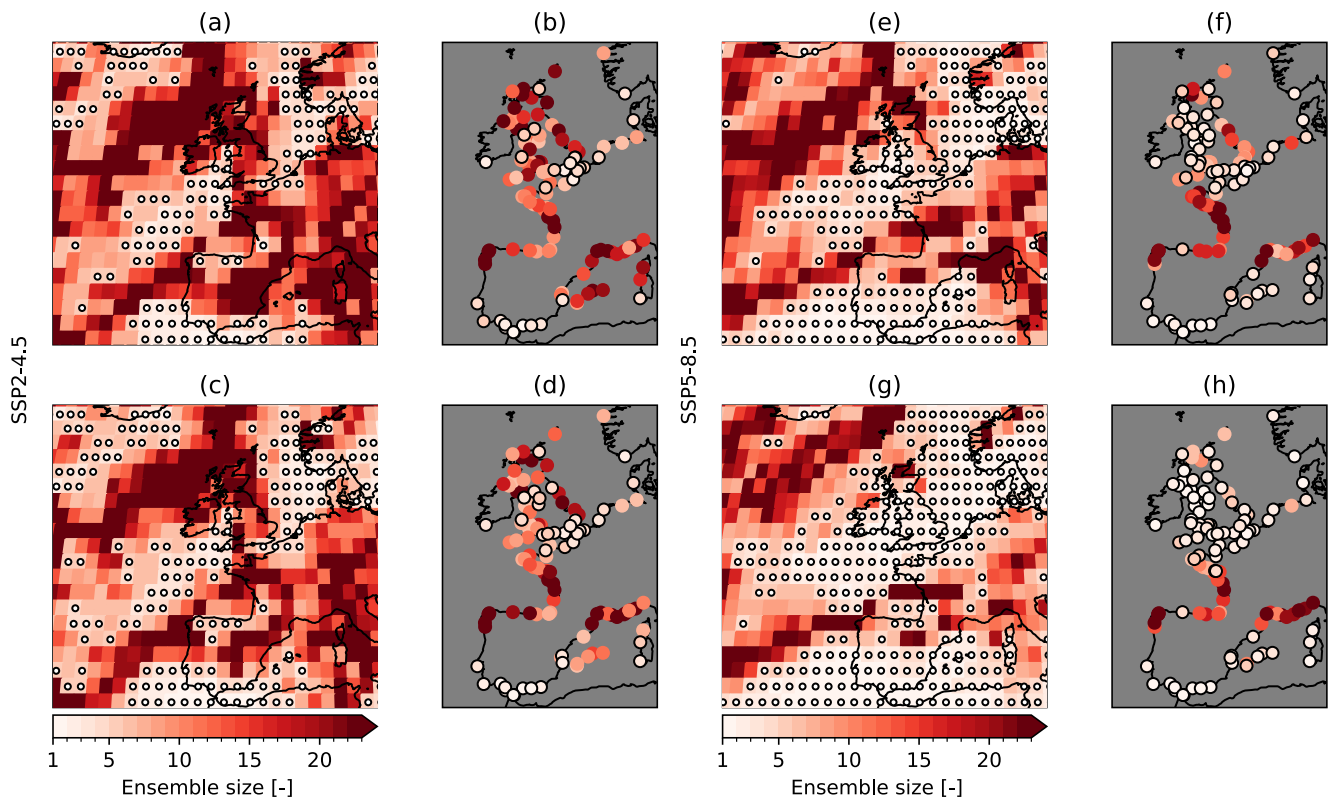 (a) (b) (e) (f)
SSP2-4.5 SSP5-8.5
(c) (d) (g) (h)
1 5 10 15 20 1 5 10 15 20
Ensemble size [-] Ensemble size [-]